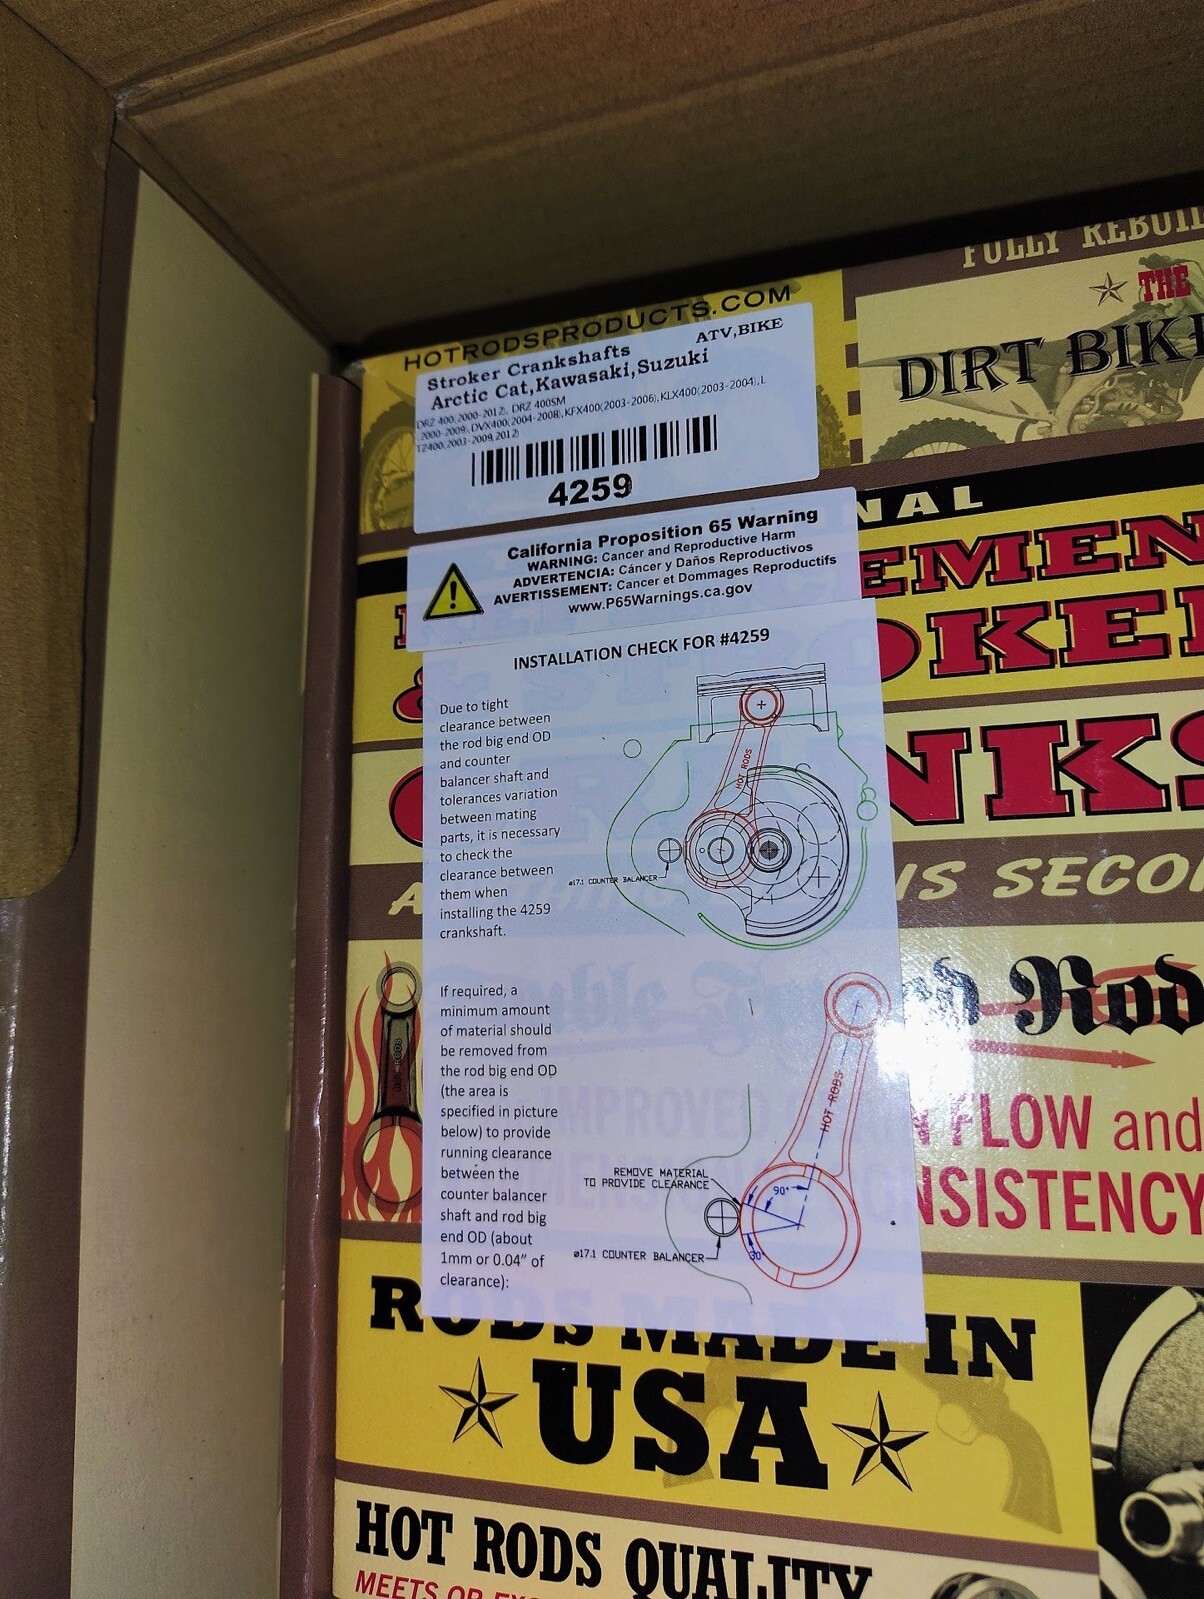 FULLY REBUIL
THE
DIRT BIKE
HOTRODSPRODUCTS.COM
Stroker Crankshafts ATV,BIKE
Arctic Cat,Kawasaki,Suzuki
DRZ 400(2000-2012), DRZ 400SM
(2000-2009),DVX400(2004-2008),KFX400(2003-2006),KLX400(2003-2004),L
TZ400(2003-2009,2012)
4259
California Proposition 65 Warning
WARNING: Cancer and Reproductive Harm
ADVERTENCIA: Cáncer y Daños Reproductivos
AVERTISSEMENT: Cancer et Dommages Reproductifs
www.P65Warnings.ca.gov
NAL
EMEN
OKE
NKS
IS SECO
INSTALLATION CHECK FOR #4259
Due to tight
clearance between
the rod big end OD
and counter
balancer shaft and
tolerances variation
between mating
parts, it is necessary
to check the
clearance between
them when
installing the 4259
crankshaft.
HOT RODS
ø17.1 COUNTER BALANCER
If required, a
minimum amount
of material should
be removed from
the rod big end OD
(the area is
specified in picture
below) to provide
running clearance
between the
counter balancer
shaft and rod big
end OD (about
1mm or 0.04" of
clearance):
HOT RODS
REMOVE MATERIAL
TO PROVIDE CLEARANCE
90°
30°
ø17.1 COUNTER BALANCER
HOT RODS
d Rod
FLOW and
NSISTENCY
RODS MADE IN
USA
HOT RODS QUALITY
MEETS OR EXC